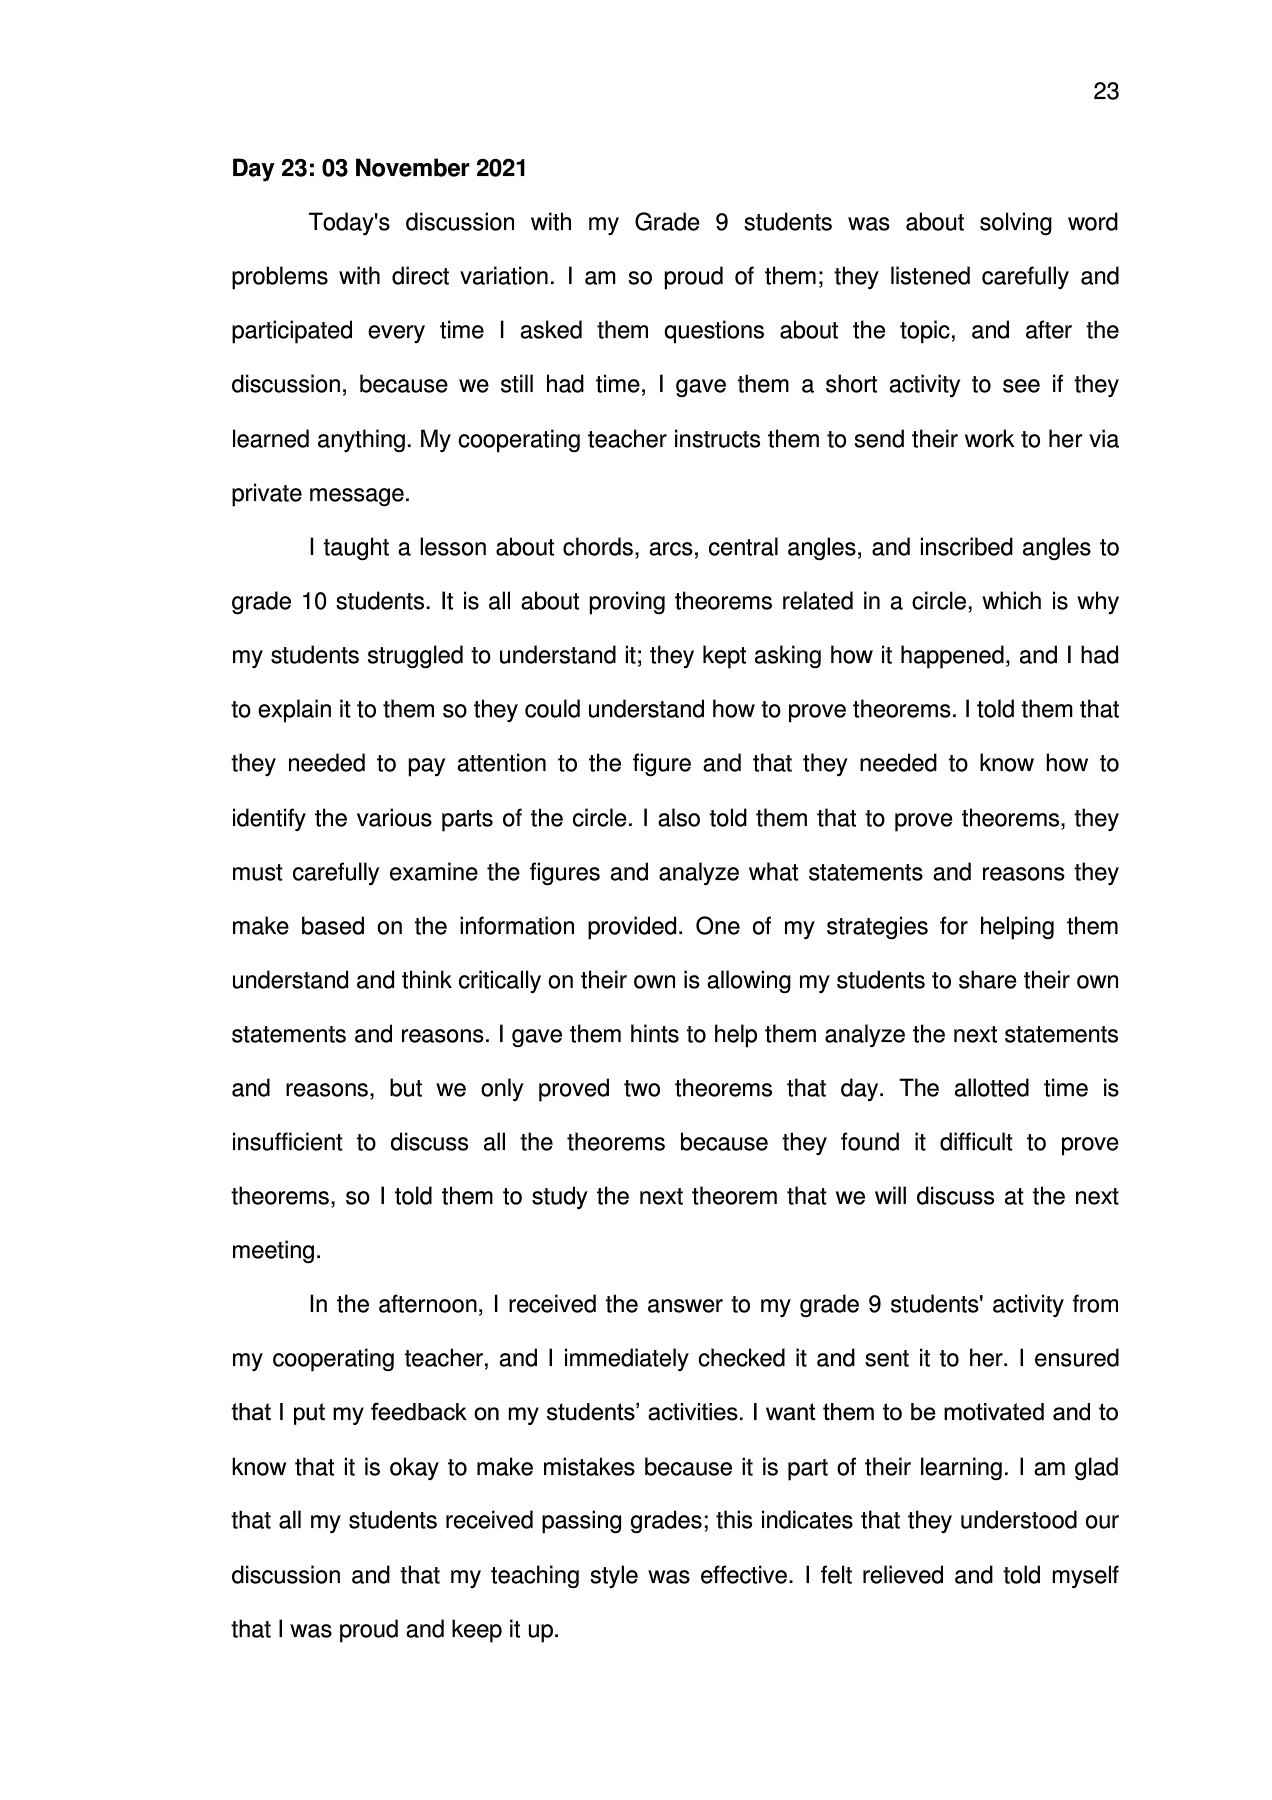 23
Day 23: 03 November 2021
Today's discussion with my Grade 9 students was about solving word
problems with direct variation. I am so proud of them; they listened carefully and
participated every time I asked them questions about the topic, and after the
discussion, because we still had time, I gave them a short activity to see if they
learned anything. My cooperating teacher instructs them to send their work to her via
private message.
I taught a lesson about chords, arcs, central angles, and inscribed angles to
grade 10 students. It is all about proving theorems related in a circle, which is why
my students struggled to understand it; they kept asking how it happened, and I had
to explain it to them so they could understand how to prove theorems. I told them that
they needed to pay attention to the figure and that they needed to know how to
identify the various parts of the circle. I also told them that to prove theorems, they
must carefully examine the figures and analyze what statements and reasons they
make based on the information provided. One of my strategies for helping them
understand and think critically on their own is allowing my students to share their own
statements and reasons. I gave them hints to help them analyze the next statements
and reasons, but we only proved two theorems that day. The allotted time is
insufficient to discuss all the theorems because they found it difficult to prove
theorems, so I told them to study the next theorem that we will discuss at the next
meeting.
In the afternoon, I received the answer to my grade 9 students' activity from
my cooperating teacher, and I immediately checked it and sent it to her. I ensured
that I put my feedback on my students’ activities. I want them to be motivated and to
know that it is okay to make mistakes because it is part of their learning. I am glad
that all my students received passing grades; this indicates that they understood our
discussion and that my teaching style was effective. I felt relieved and told myself
that I was proud and keep it up.